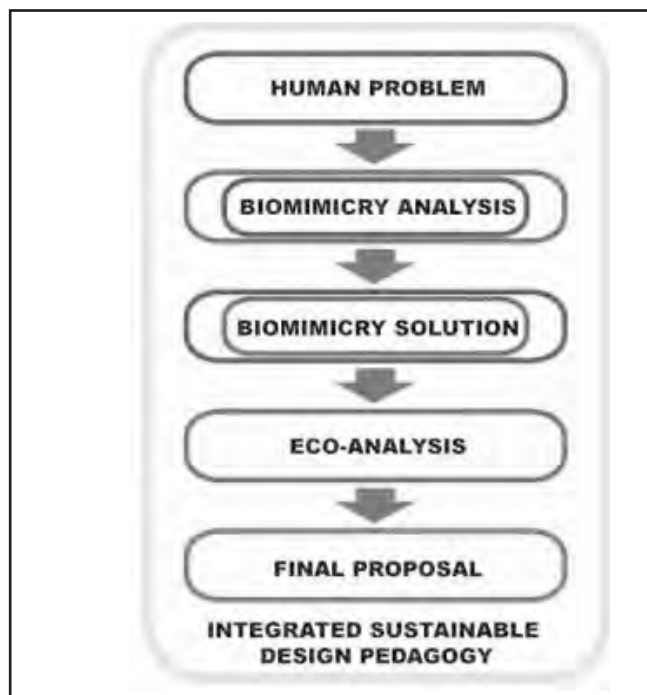 HUMAN PROBLEM
BIOMIMICRY ANALYSIS
BIOMIMICRY SOLUTION
ECO-ANALYSIS
FINAL PROPOSAL
INTEGRATED SUSTAINABLE
DESIGN PEDAGOGY